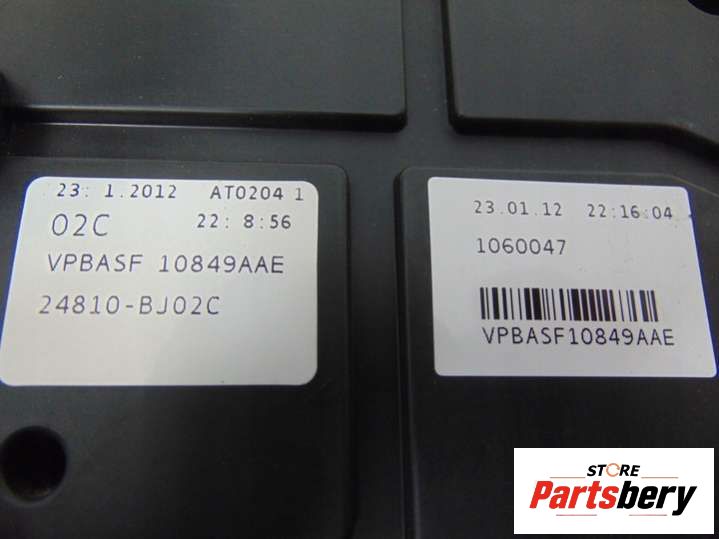 23: 1.2012 AT0204 1
02C 22: 8:56
VPBASF 10849AAE
24810-BJ02C
23.01.12 22:16:04
1060047
VPBASF10849AAE
STORE
Partsbery